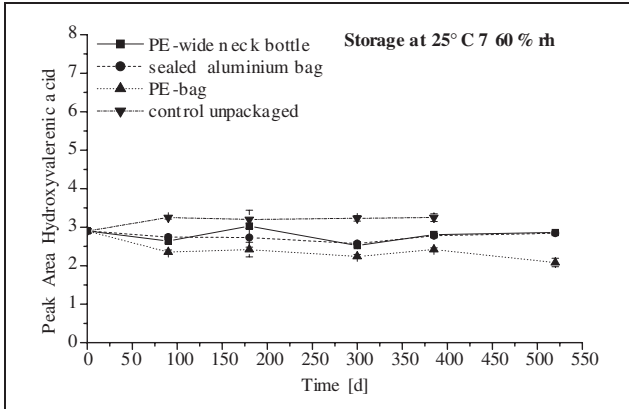 PE-wide neck bottle
sealed aluminium bag
PE-bag
control unpackaged
Storage at 25°C 7 60 % rh
Peak Area Hydroxyvalerenic acid
8
7
6
5
4
3
2
1
0
0 50 100 150 200 250 300 350 400 450 500 550
Time [d]